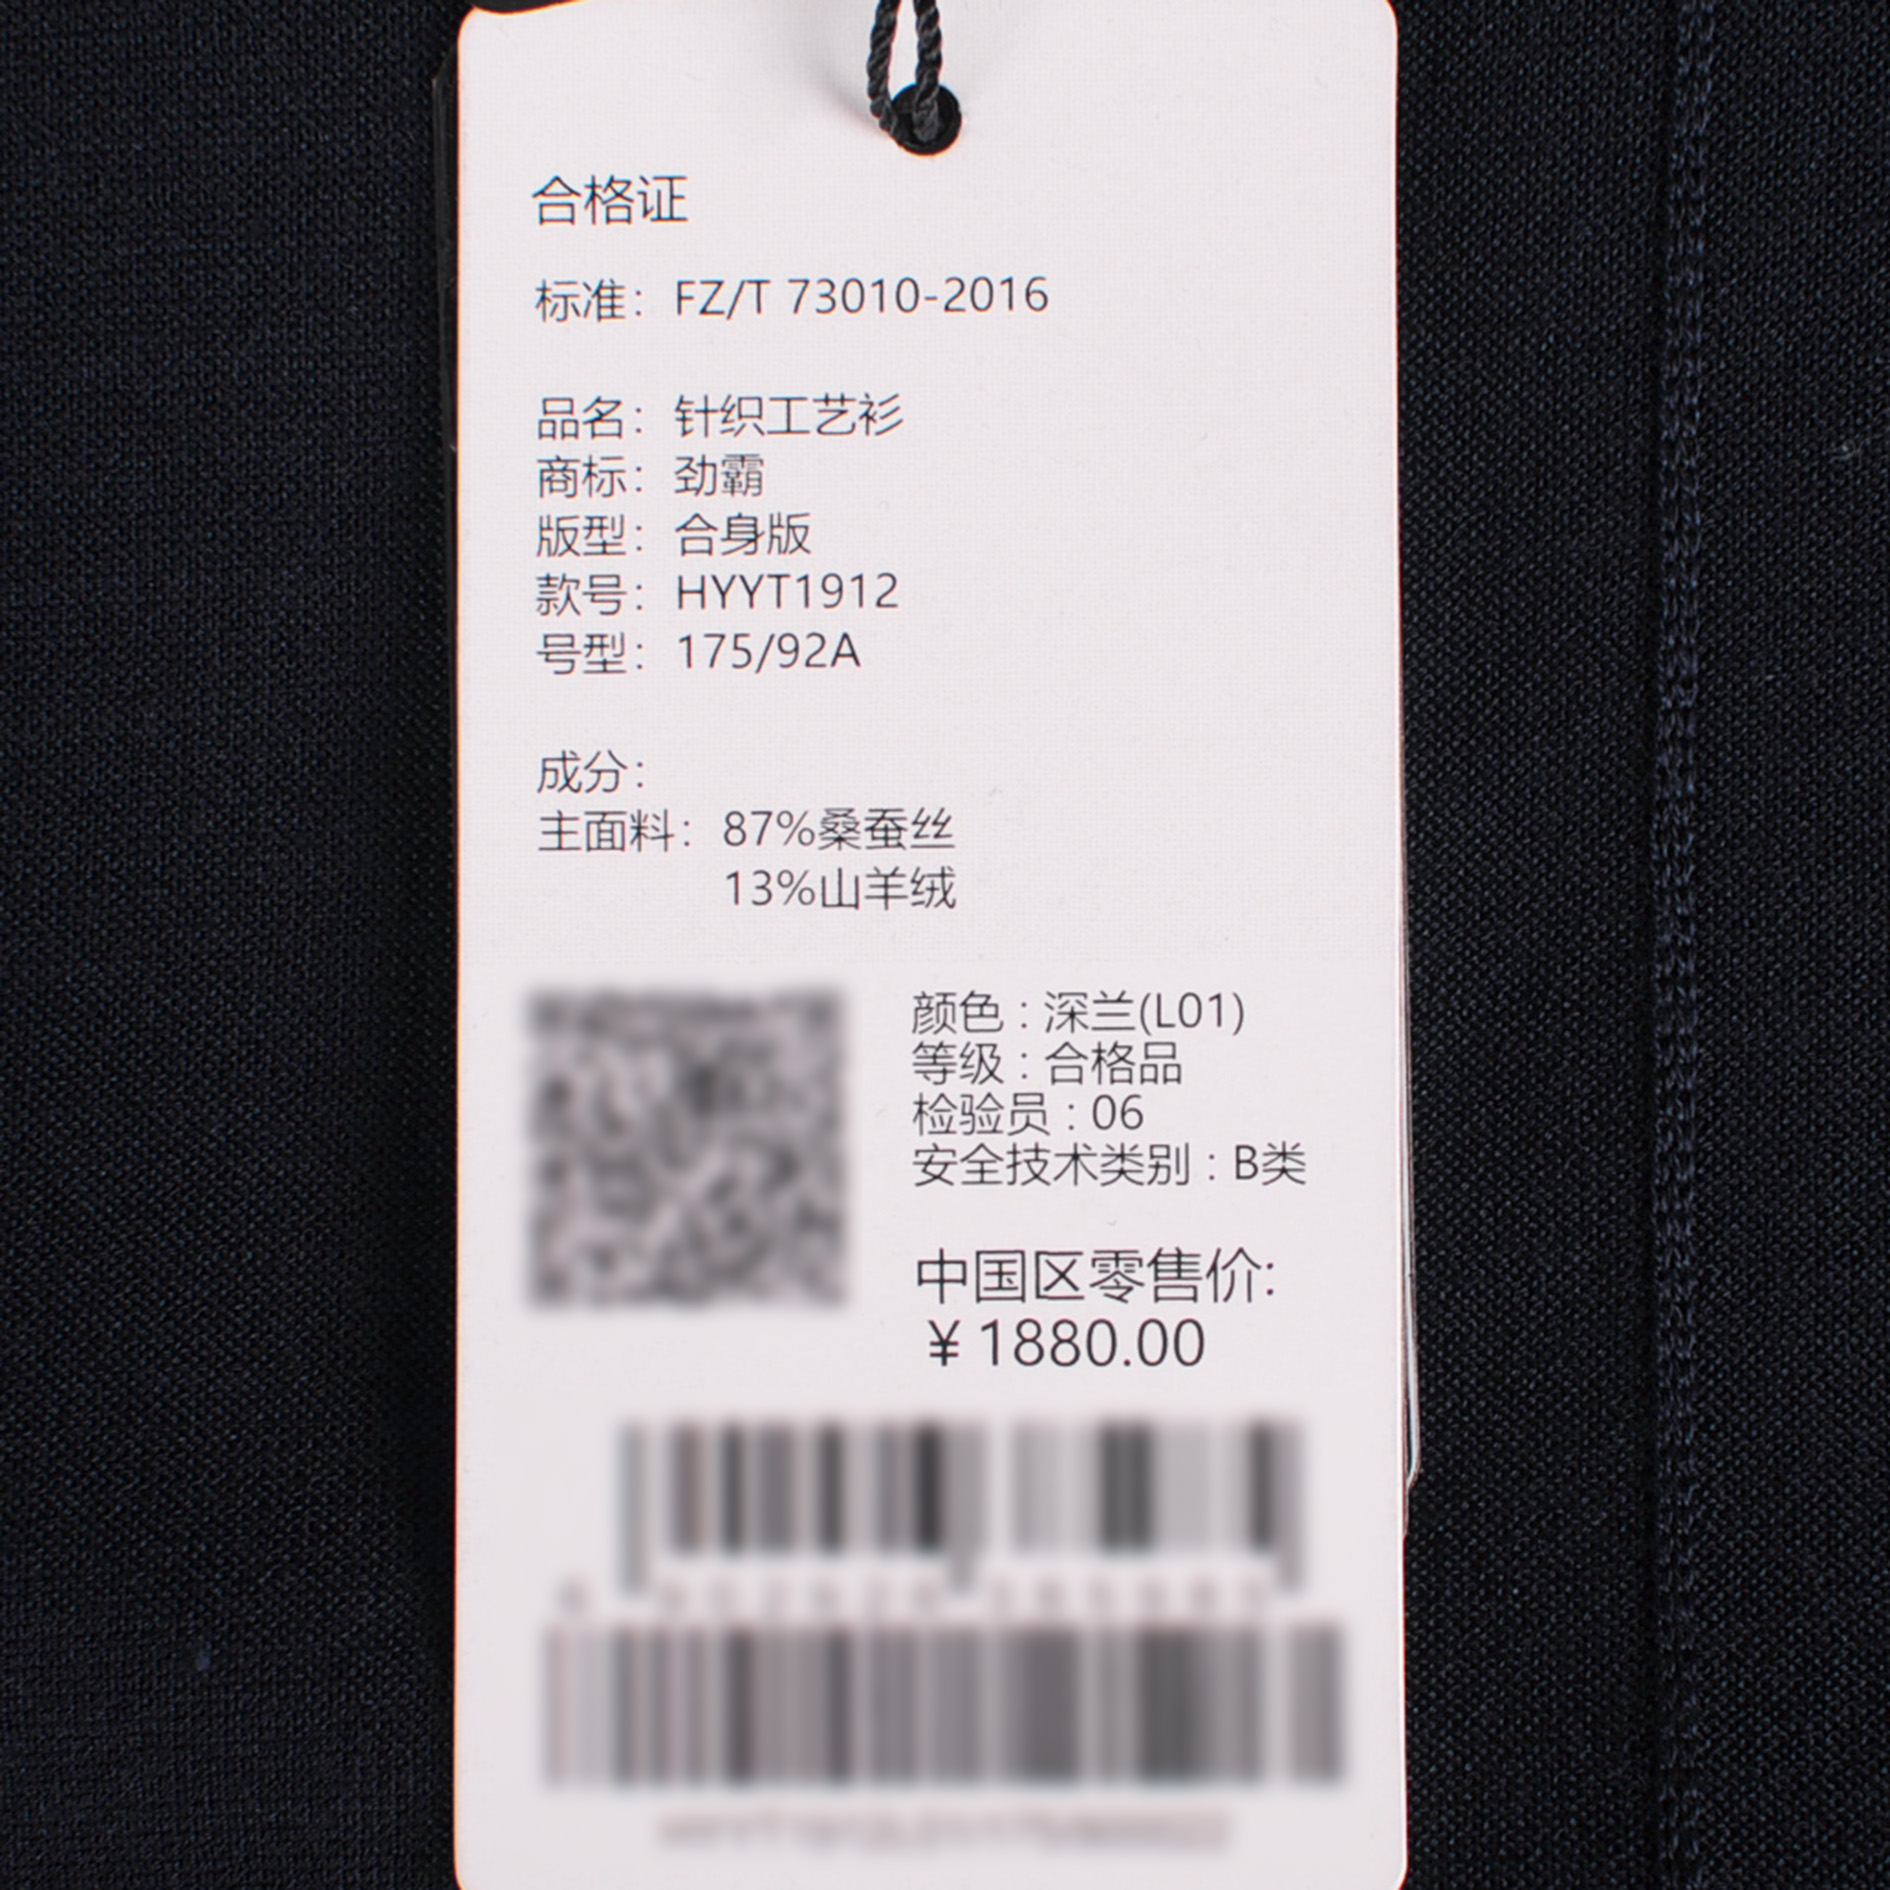 合格证
标准：FZ/T 73010-2016
品名：针织工艺衫
商标：劲霸
版型：合身版
款号：HYYT1912
号型：175/92A
成分：
主面料：87%桑蚕丝
13%山羊绒
颜色：深兰(L01)
等级：合格品
检验员：06
安全技术类别：B类
中国区零售价:
¥1880.00